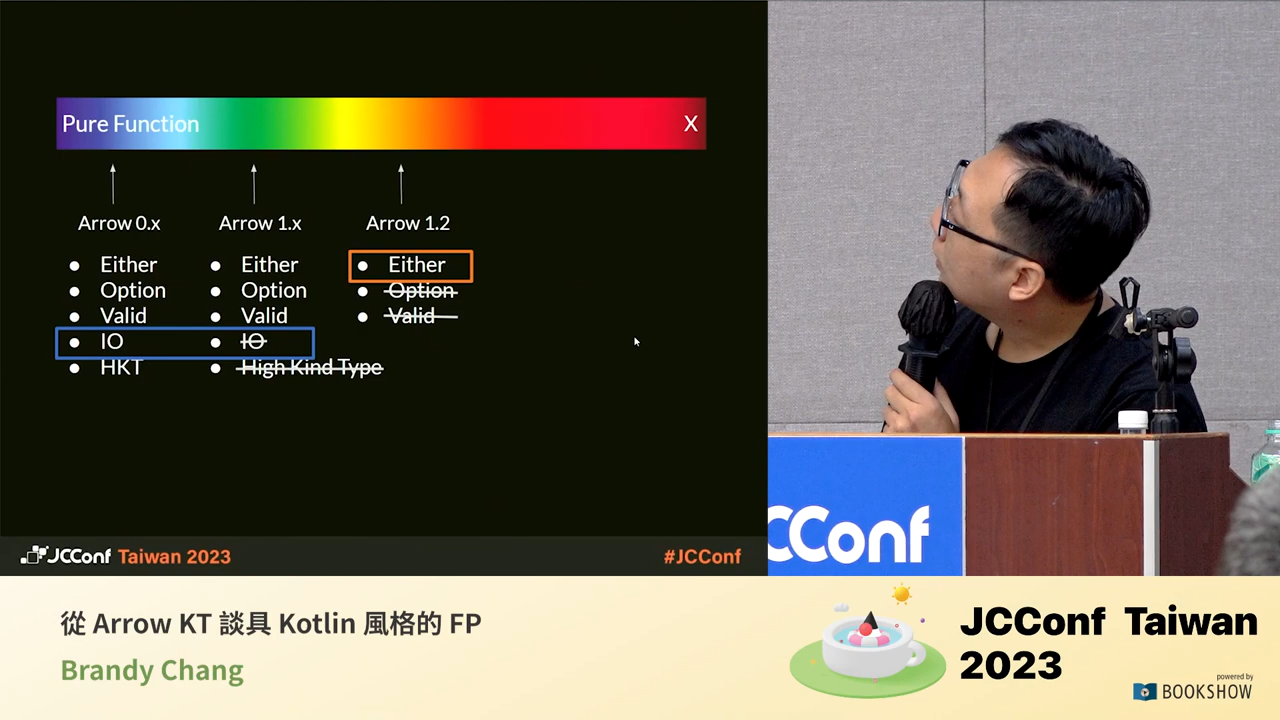 Pure Function
X
Arrow 0.x
Arrow 1.x
Arrow 1.2
Either
Option
Valid
IO
HKT
Either
Option
Valid
IO
High Kind Type
Either
Option
Valid
JCConf Taiwan 2023
#JCConf
CConf
從 Arrow KT 談具 Kotlin 風格的 FP
Brandy Chang
JCConf Taiwan
2023
powered by
BOOKSHOW